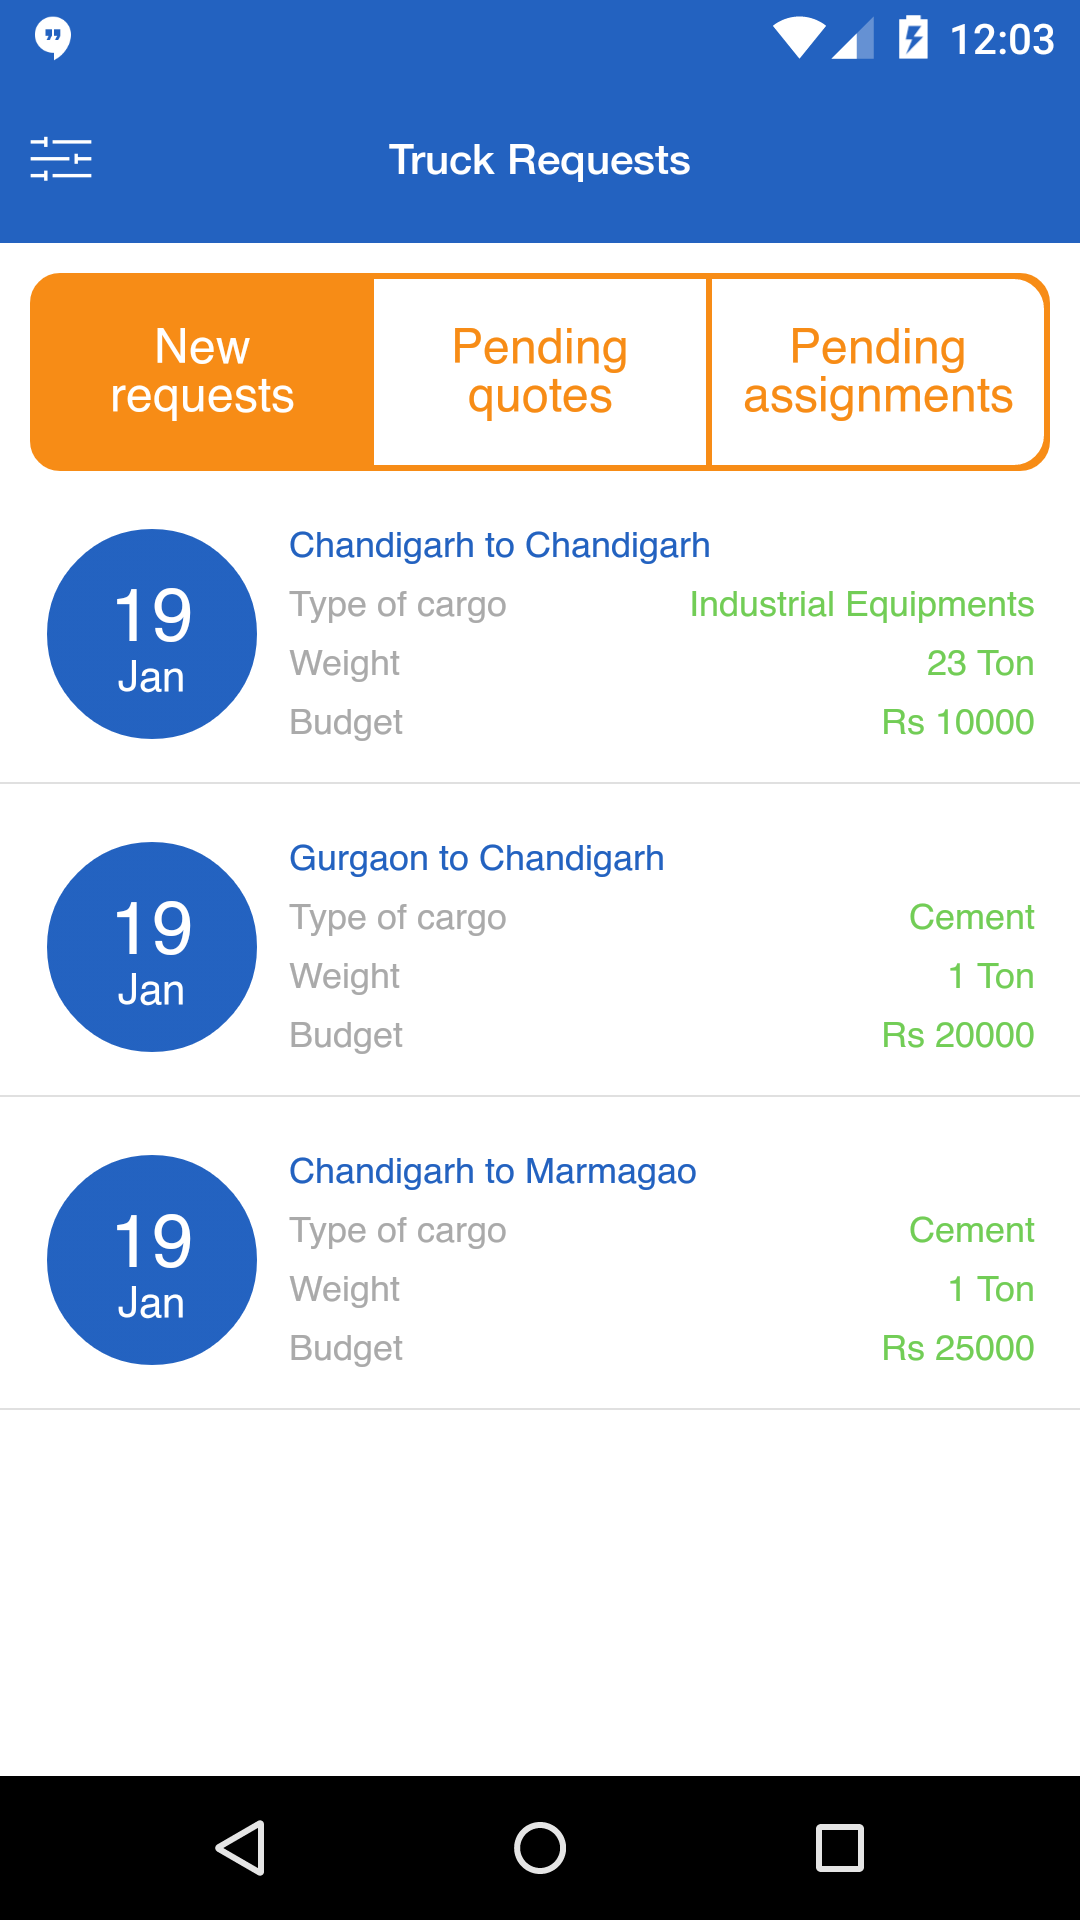 12:03
Truck Requests
New
requests
Pending
quotes
Pending
assignments
19
Jan
Chandigarh to Chandigarh
Type of cargo Industrial Equipments
Weight 23 Ton
Budget Rs 10000
19
Jan
Gurgaon to Chandigarh
Type of cargo Cement
Weight 1 Ton
Budget Rs 20000
19
Jan
Chandigarh to Marmagao
Type of cargo Cement
Weight 1 Ton
Budget Rs 25000